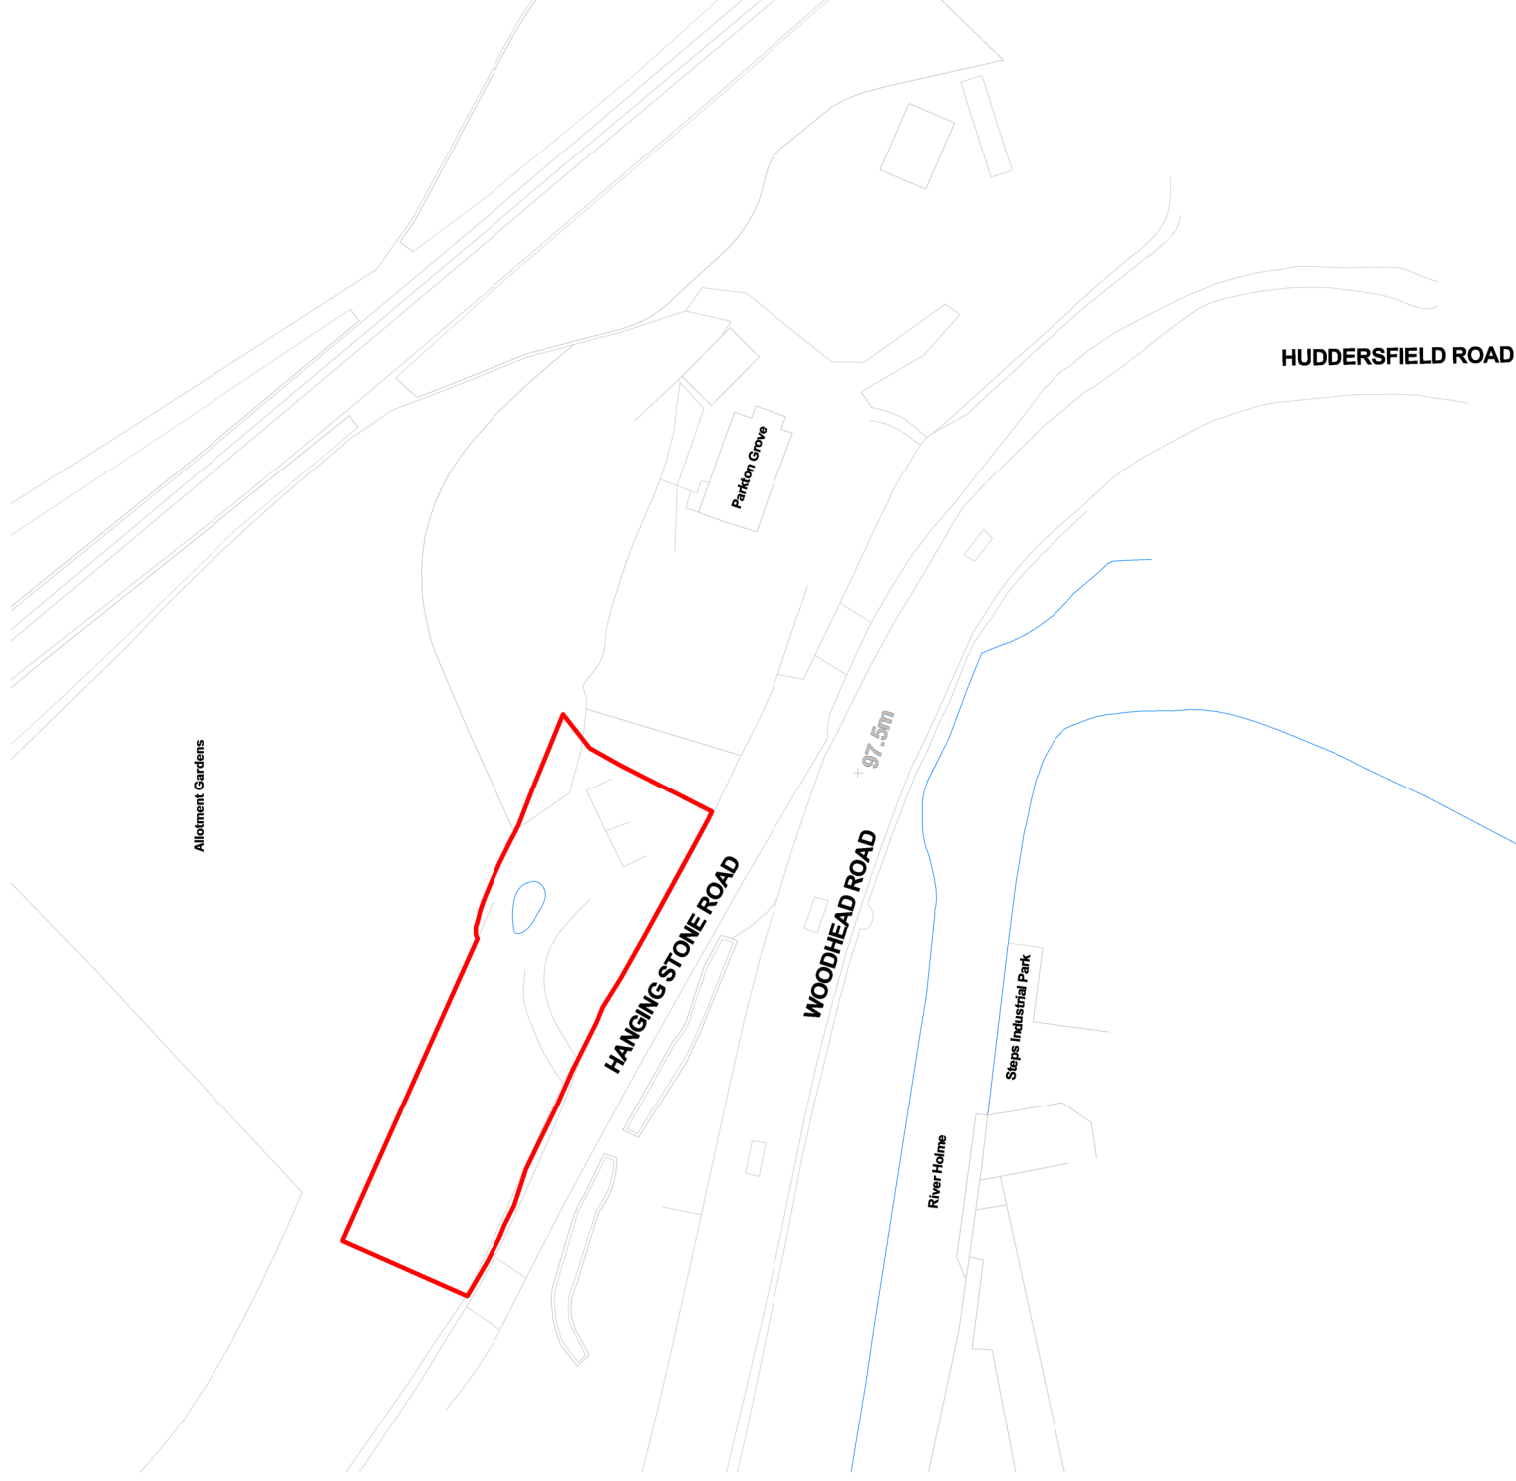 HUDDERSFIELD ROAD
Parkton Grove
97.5m
Allotment Gardens
HANGING STONE ROAD
WOODHEAD ROAD
Steps Industrial Park
River Holme